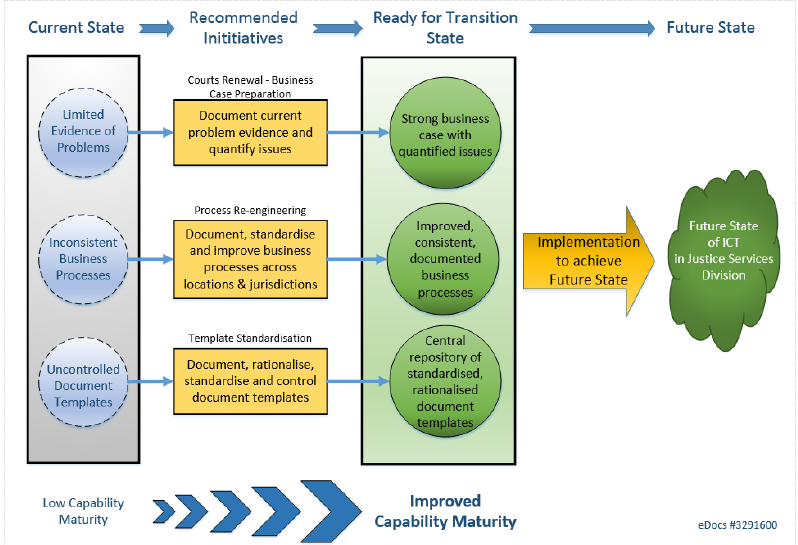 Current State
Recommended
Inititiatives
Ready for Transition
State
Future State
Courts Renewal - Business
Case Preparation
Limited
Evidence of
Problems
Document current
problem evidence and
quantify issues
Strong business
case with
quantified issues
Process Re-engineering
Inconsistent
Business
Processes
Document, standardise
and improve business
processes across
locations & jurisdictions
Improved,
consistent,
documented
business
processes
Implementation
to achieve
Future State
Future State
of ICT
in Justice Services
Division
Template Standardisation
Uncontrolled
Document
Templates
Document, rationalise,
standardise and control
document templates
Central
repository of
standardised,
rationalised
document
templates
Low Capability
Maturity
Improved
Capability Maturity
eDocs #3291600